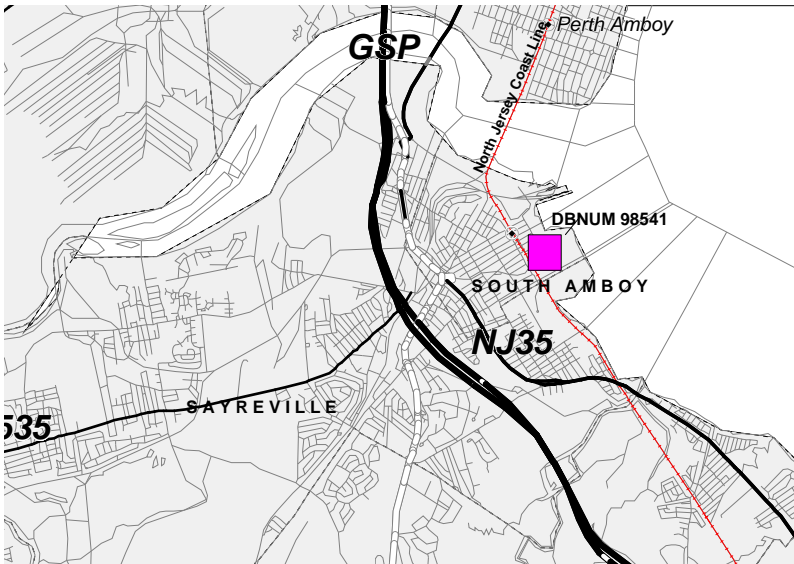 Perth Amboy
GSP
North Jersey Coast Line
DBNUM 98541
SOUTH AMBOY
NJ35
SAYREVILLE
535